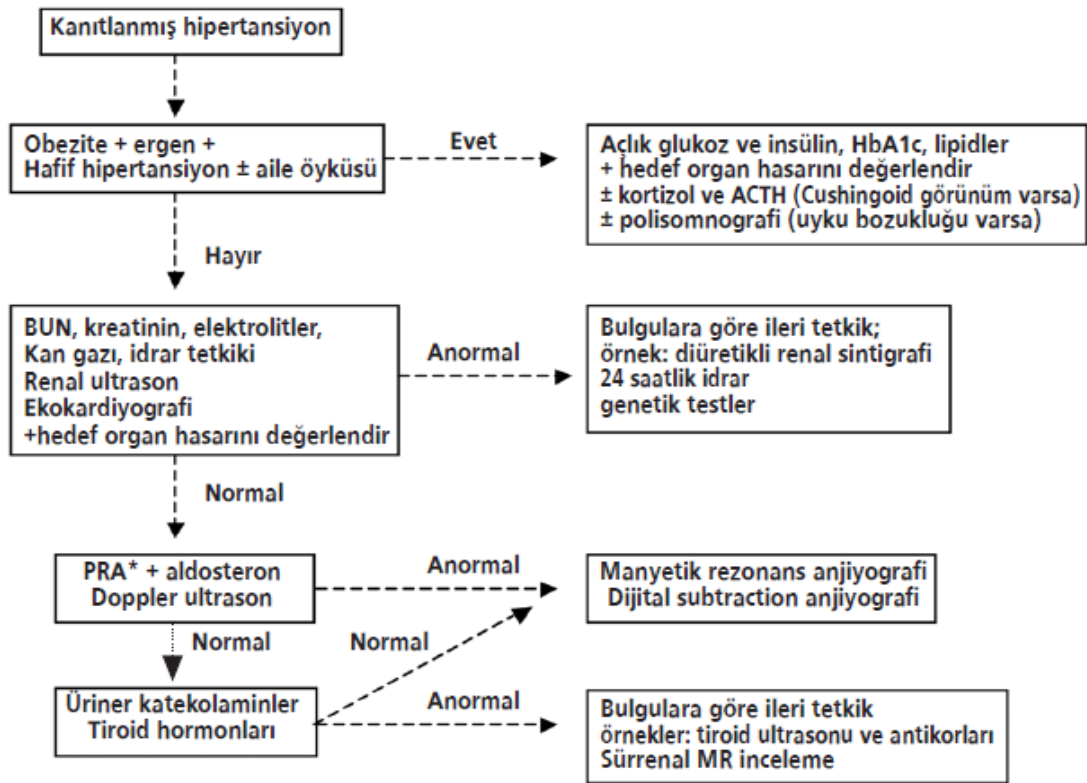 Kanıtlanmış hipertansiyon
Obezite + ergen +
Hafif hipertansiyon ± aile öyküsü
Evet
Açlık glukoz ve insülin, HbA1c, lipidler
+ hedef organ hasarını değerlendir
± kortizol ve ACTH (Cushingoid görünüm varsa)
± polisomnografi (uyku bozukluğu varsa)
Hayır
BUN, kreatinin, elektrolitler,
Kan gazı, idrar tetkiki
Renal ultrason
Ekokardiyografi
+hedef organ hasarını değerlendir
Anormal
Bulgulara göre ileri tetkik;
örnek: diüretikli renal sintigrafi
24 saatlik idrar
genetik testler
Normal
PRA* + aldosteron
Doppler ultrason
Anormal
Manyetik rezonans anjiyografi
Dijital subtraction anjiyografi
Normal
Normal
Üriner katekolaminler
Tiroid hormonları
Anormal
Bulgulara göre ileri tetkik
örnekler: tiroid ultrasonu ve antikorları
Sürrenal MR inceleme